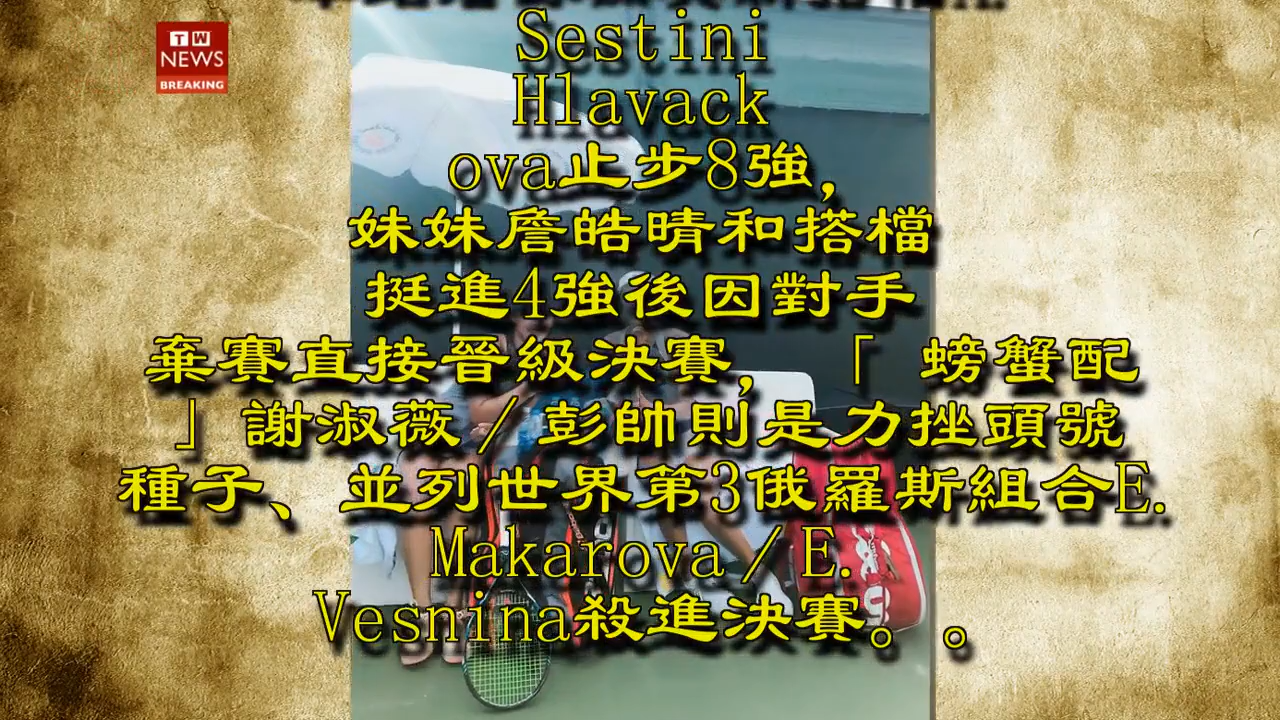 TW
NEWS
BREAKING
Sestini
Hlavack
ova止步8強,
妹妹詹皓晴和搭檔
挺進4強後因對手
棄賽直接晉級決賽,「螃蟹配
」謝淑薇/彭帥則是力挫頭號
種子、並列世界第3俄羅斯組合E.
Makarova/E.
Vesnina殺進決賽。。